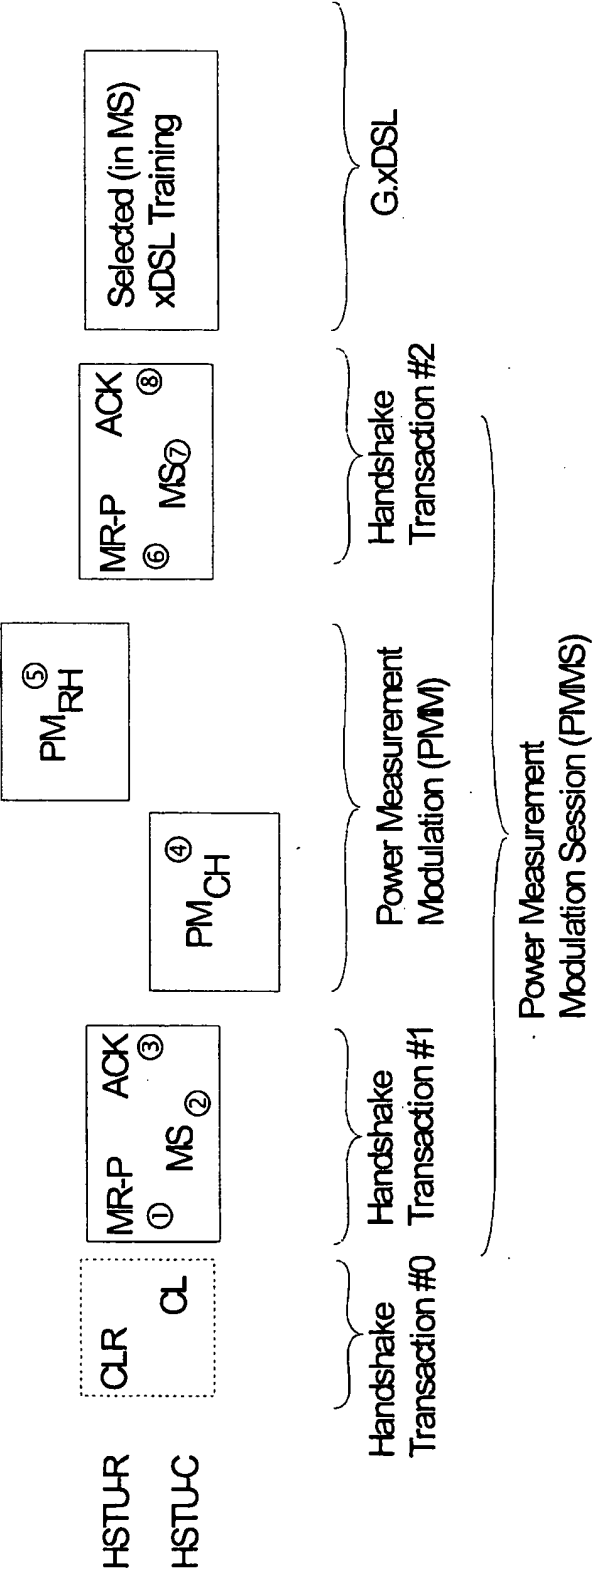 HSTU-R
HSTU-C
CLR
CL
Handshake
Transaction #0
MR-P ACK
① ③
MS ②
Handshake
Transaction #1
PM CH ④
PM RH ⑤
Power Measurement
Modulation (PMM)
MR-P ACK
⑥ ⑧
MS ⑦
Handshake
Transaction #2
Power Measurement
Modulation Session (PMMS)
Selected (in MS)
xDSL Training
G.xDSL